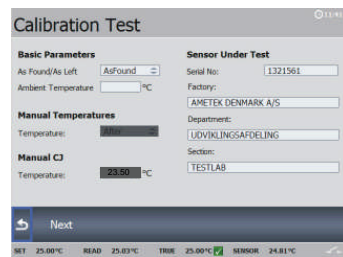 11:41
Calibration Test
Basic Parameters
As Found/As Left AsFound
Ambient Temperature °C
Manual Temperatures
Temperature: After
Manual CJ
Temperature: 23.50 °C
Sensor Under Test
Serial No: 1321561
Factory:
AMETEK DENMARK A/S
Department:
UDVIKLINGSAFDELING
Section:
TESTLAB
Next
SET 25.00°C READ 25.03°C TRUE 25.00°C SENSOR 24.81°C